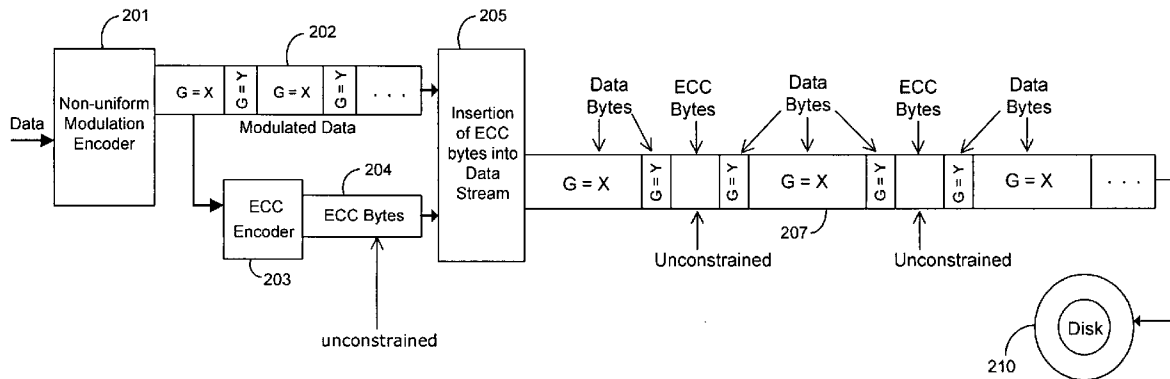 201
202
205
Non-uniform
Modulation
Encoder
Data
G = X
G = Y
G = X
G = Y
. . .
Modulated Data
204
ECC
Encoder
ECC Bytes
203
unconstrained
Insertion
of ECC
bytes into
Data
Stream
Data
Bytes
ECC
Bytes
Data
Bytes
ECC
Bytes
Data
Bytes
G = X
G = Y
G = Y
G = X
G = Y
G = Y
G = X
. . .
207
Unconstrained
Unconstrained
Disk
210